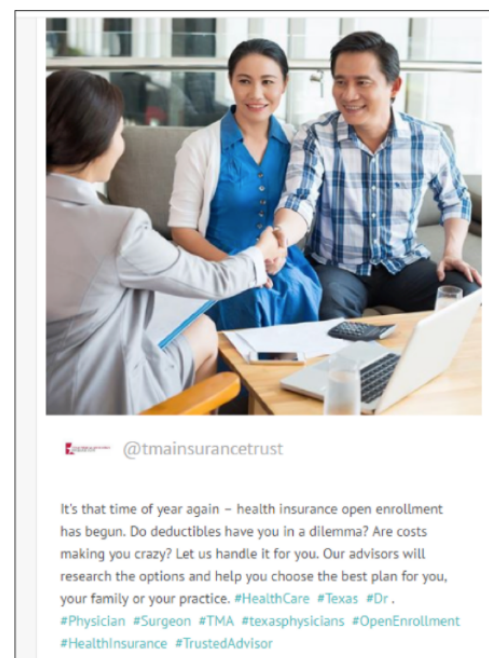 @tmainsurancetrust
It's that time of year again – health insurance open enrollment
has begun. Do deductibles have you in a dilemma? Are costs
making you crazy? Let us handle it for you. Our advisors will
research the options and help you choose the best plan for you,
your family or your practice. #HealthCare #Texas #Dr .
#Physician #Surgeon #TMA #texasphysicians #OpenEnrollment
#HealthInsurance #TrustedAdvisor